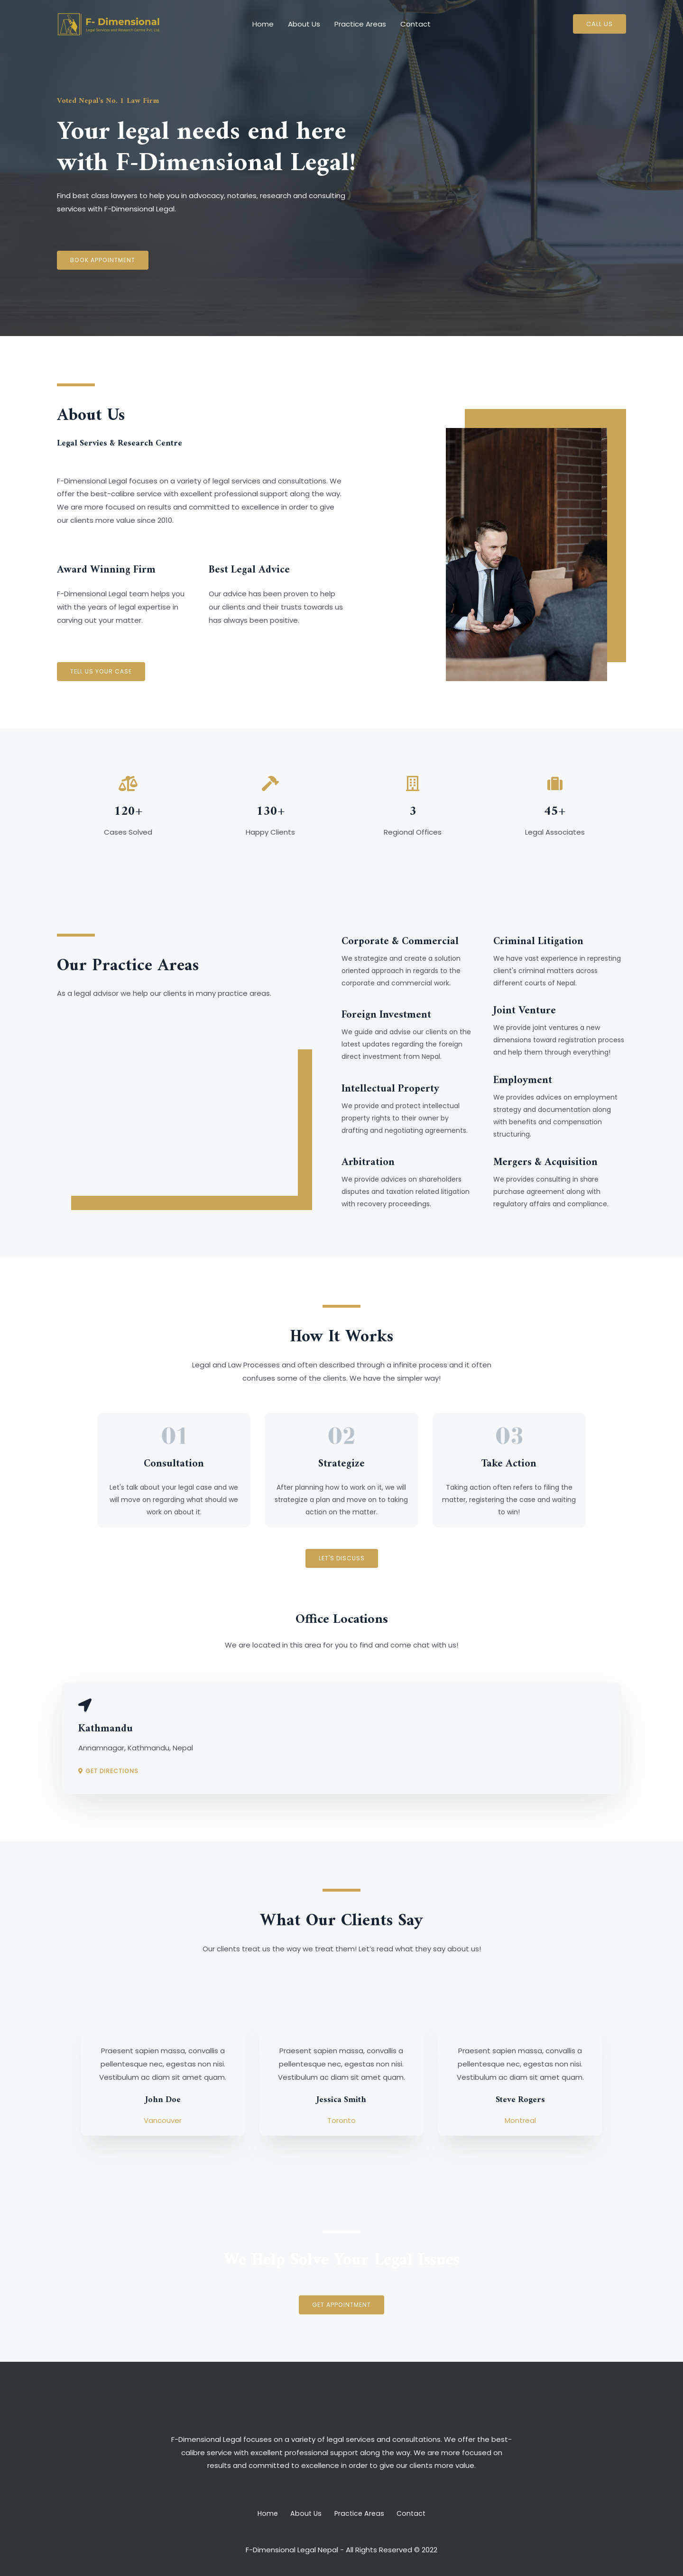 F- Dimensional
Legal Services and Research Centre Pvt. Ltd.
Home
About Us
Practice Areas
Contact
CALL US
Voted Nepal's No. 1 Law Firm
Your legal needs end here
with F-Dimensional Legal!
Find best class lawyers to help you in advocacy, notaries, research and consulting
services with F-Dimensional Legal.
BOOK APPOINTMENT
About Us
Legal Servies & Research Centre
F-Dimensional Legal focuses on a variety of legal services and consultations. We
offer the best-calibre service with excellent professional support along the way.
We are more focused on results and committed to excellence in order to give
our clients more value since 2010.
Award Winning Firm
F-Dimensional Legal team helps you
with the years of legal expertise in
carving out your matter.
Best Legal Advice
Our advice has been proven to help
our clients and their trusts towards us
has always been positive.
TELL US YOUR CASE
120+
Cases Solved
130+
Happy Clients
3
Regional Offices
45+
Legal Associates
Our Practice Areas
As a legal advisor we help our clients in many practice areas.
Corporate & Commercial
We strategize and create a solution
oriented approach in regards to the
corporate and commercial work.
Foreign Investment
We guide and advise our clients on the
latest updates regarding the foreign
direct investment from Nepal.
Intellectual Property
We provide and protect intellectual
property rights to their owner by
drafting and negotiating agreements.
Arbitration
We provide advices on shareholders
disputes and taxation related litigation
with recovery proceedings.
Criminal Litigation
We have vast experience in represting
client's criminal matters across
different courts of Nepal.
Joint Venture
We provide joint ventures a new
dimensions toward registration process
and help them through everything!
Employment
We provides advices on employment
strategy and documentation along
with benefits and compensation
structuring.
Mergers & Acquisition
We provides consulting in share
purchase agreement along with
regulatory affairs and compliance.
How It Works
Legal and Law Processes and often described through a infinite process and it often
confuses some of the clients. We have the simpler way!
01
Consultation
Let's talk about your legal case and we
will move on regarding what should we
work on about it.
02
Strategize
After planning how to work on it, we will
strategize a plan and move on to taking
action on the matter.
03
Take Action
Taking action often refers to filing the
matter, registering the case and waiting
to win!
LET'S DISCUSS
Office Locations
We are located in this area for you to find and come chat with us!
Kathmandu
Annamnagar, Kathmandu, Nepal
GET DIRECTIONS
What Our Clients Say
Our clients treat us the way we treat them! Let's read what they say about us!
Praesent sapien massa, convallis a
pellentesque nec, egestas non nisi.
Vestibulum ac diam sit amet quam.
John Doe
Vancouver
Praesent sapien massa, convallis a
pellentesque nec, egestas non nisi.
Vestibulum ac diam sit amet quam.
Jessica Smith
Toronto
Praesent sapien massa, convallis a
pellentesque nec, egestas non nisi.
Vestibulum ac diam sit amet quam.
Steve Rogers
Montreal
We Help Solve Your Legal Issues
GET APPOINTMENT
F-Dimensional Legal focuses on a variety of legal services and consultations. We offer the best-
calibre service with excellent professional support along the way. We are more focused on
results and committed to excellence in order to give our clients more value.
Home
About Us
Practice Areas
Contact
F-Dimensional Legal Nepal - All Rights Reserved © 2022